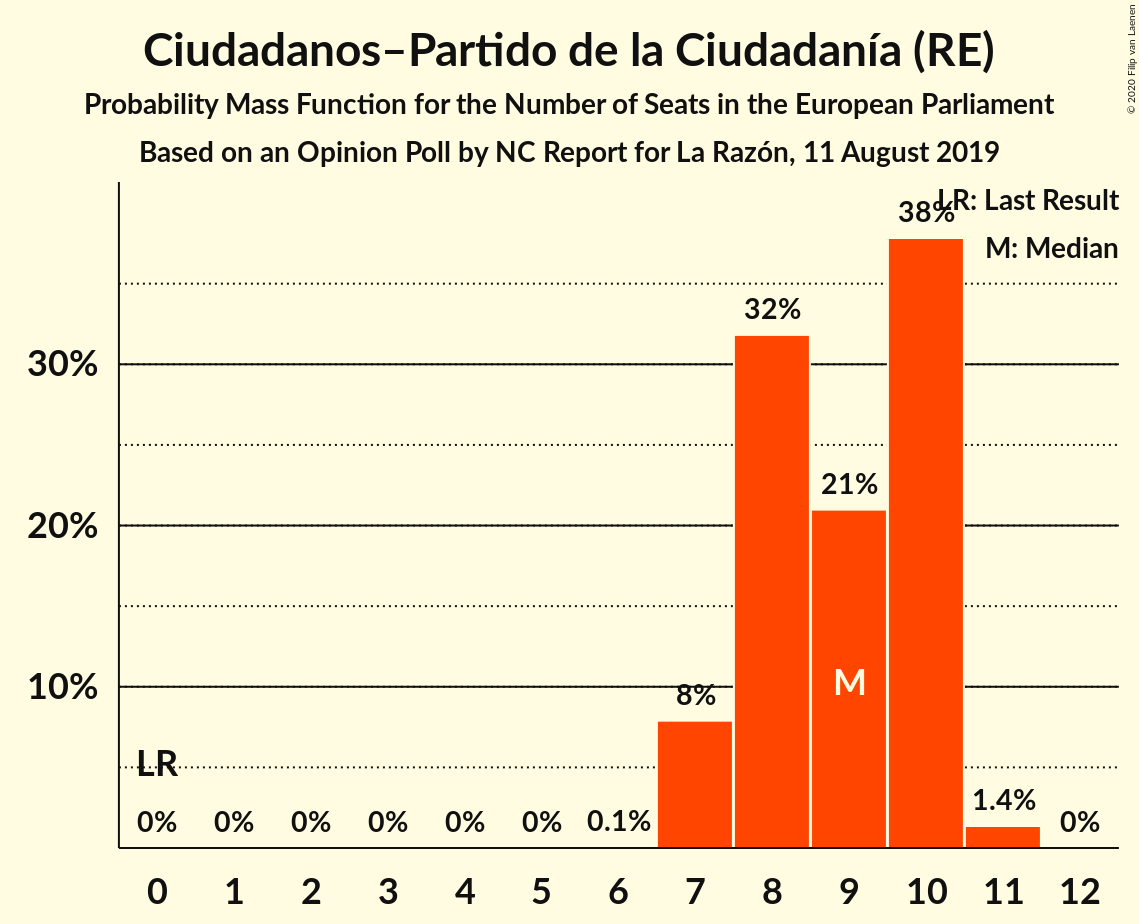 Ciudadanos–Partido de la Ciudadanía (RE)
Probability Mass Function for the Number of Seats in the European Parliament
Based on an Opinion Poll by NC Report for La Razón, 11 August 2019
© 2020 Filip van Laenen
LR: Last Result
M: Median
38%
32%
30%
21%
20%
10%
8%
M
LR
0% 0% 0% 0% 0% 0% 0.1% 1.4% 0%
0 1 2 3 4 5 6 7 8 9 10 11 12